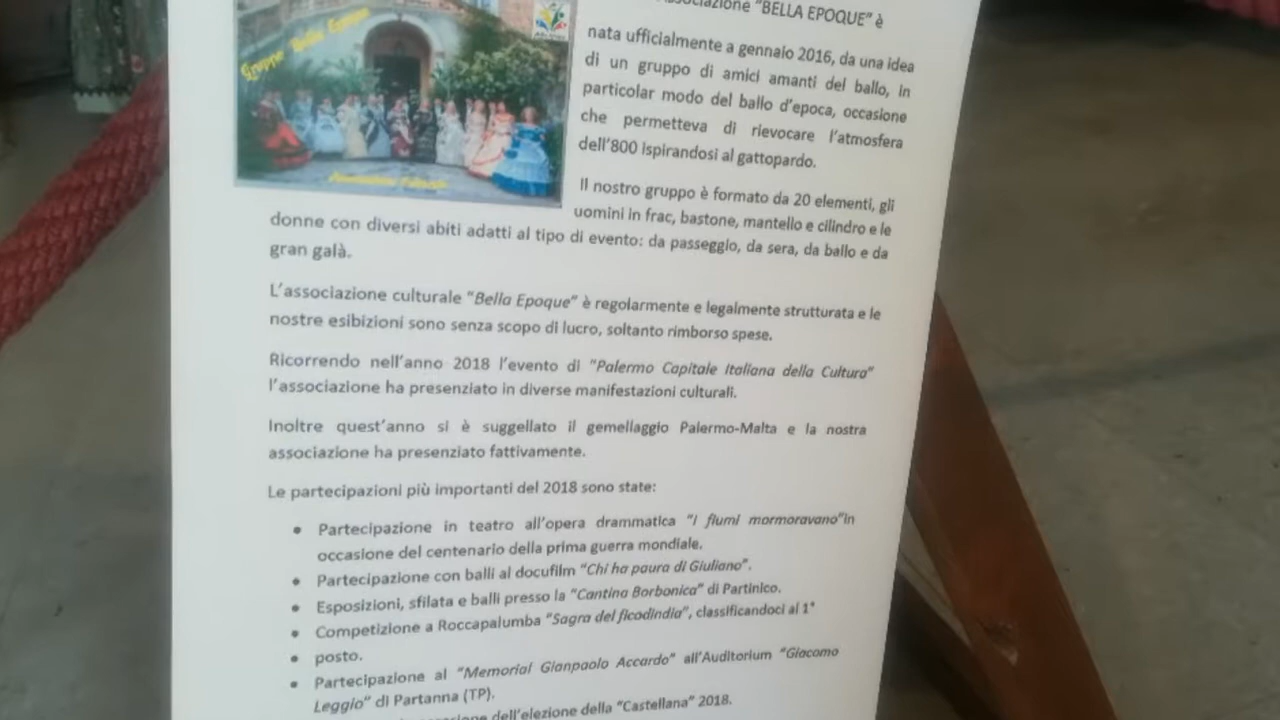 Gruppo Bella Epoque
"BELLA EPOQUE" è
nata ufficialmente a gennaio 2016, da una idea
di un gruppo di amici amanti del ballo, in
particolar modo del ballo d'epoca, occasione
che permetteva di rievocare l'atmosfera
dell'800 ispirandosi al gattopardo.
Il nostro gruppo è formato da 20 elementi, gli
uomini in frac, bastone, mantello e cilindro e le
donne con diversi abiti adatti al tipo di evento: da passeggio, da sera, da ballo e da
gran galà.
L'associazione culturale "Bella Epoque" è regolarmente e legalmente strutturata e le
nostre esibizioni sono senza scopo di lucro, soltanto rimborso spese.
Ricorrendo nell'anno 2018 l'evento di "Palermo Capitale Italiana della Cultura"
l'associazione ha presenziato in diverse manifestazioni culturali.
Inoltre quest'anno si è suggellato il gemellaggio Palermo-Malta e la nostra
associazione ha presenziato fattivamente.
Le partecipazioni più importanti del 2018 sono state:
• Partecipazione in teatro all'opera drammatica "I fiumi mormoravano"in
occasione del centenario della prima guerra mondiale.
• Partecipazione con balli al docufilm "Chi ha paura di Giuliano".
• Esposizioni, sfilata e balli presso la "Cantina Borbonica" di Partinico.
• Competizione a Roccapalumba "Sagra del ficodindia", classificandoci al 1°
• posto.
• Partecipazione al "Memorial Gianpaolo Accardo" all'Auditorium "Giacomo
Leggio" di Partanna (TP).
dell'elezione della "Castellana" 2018.